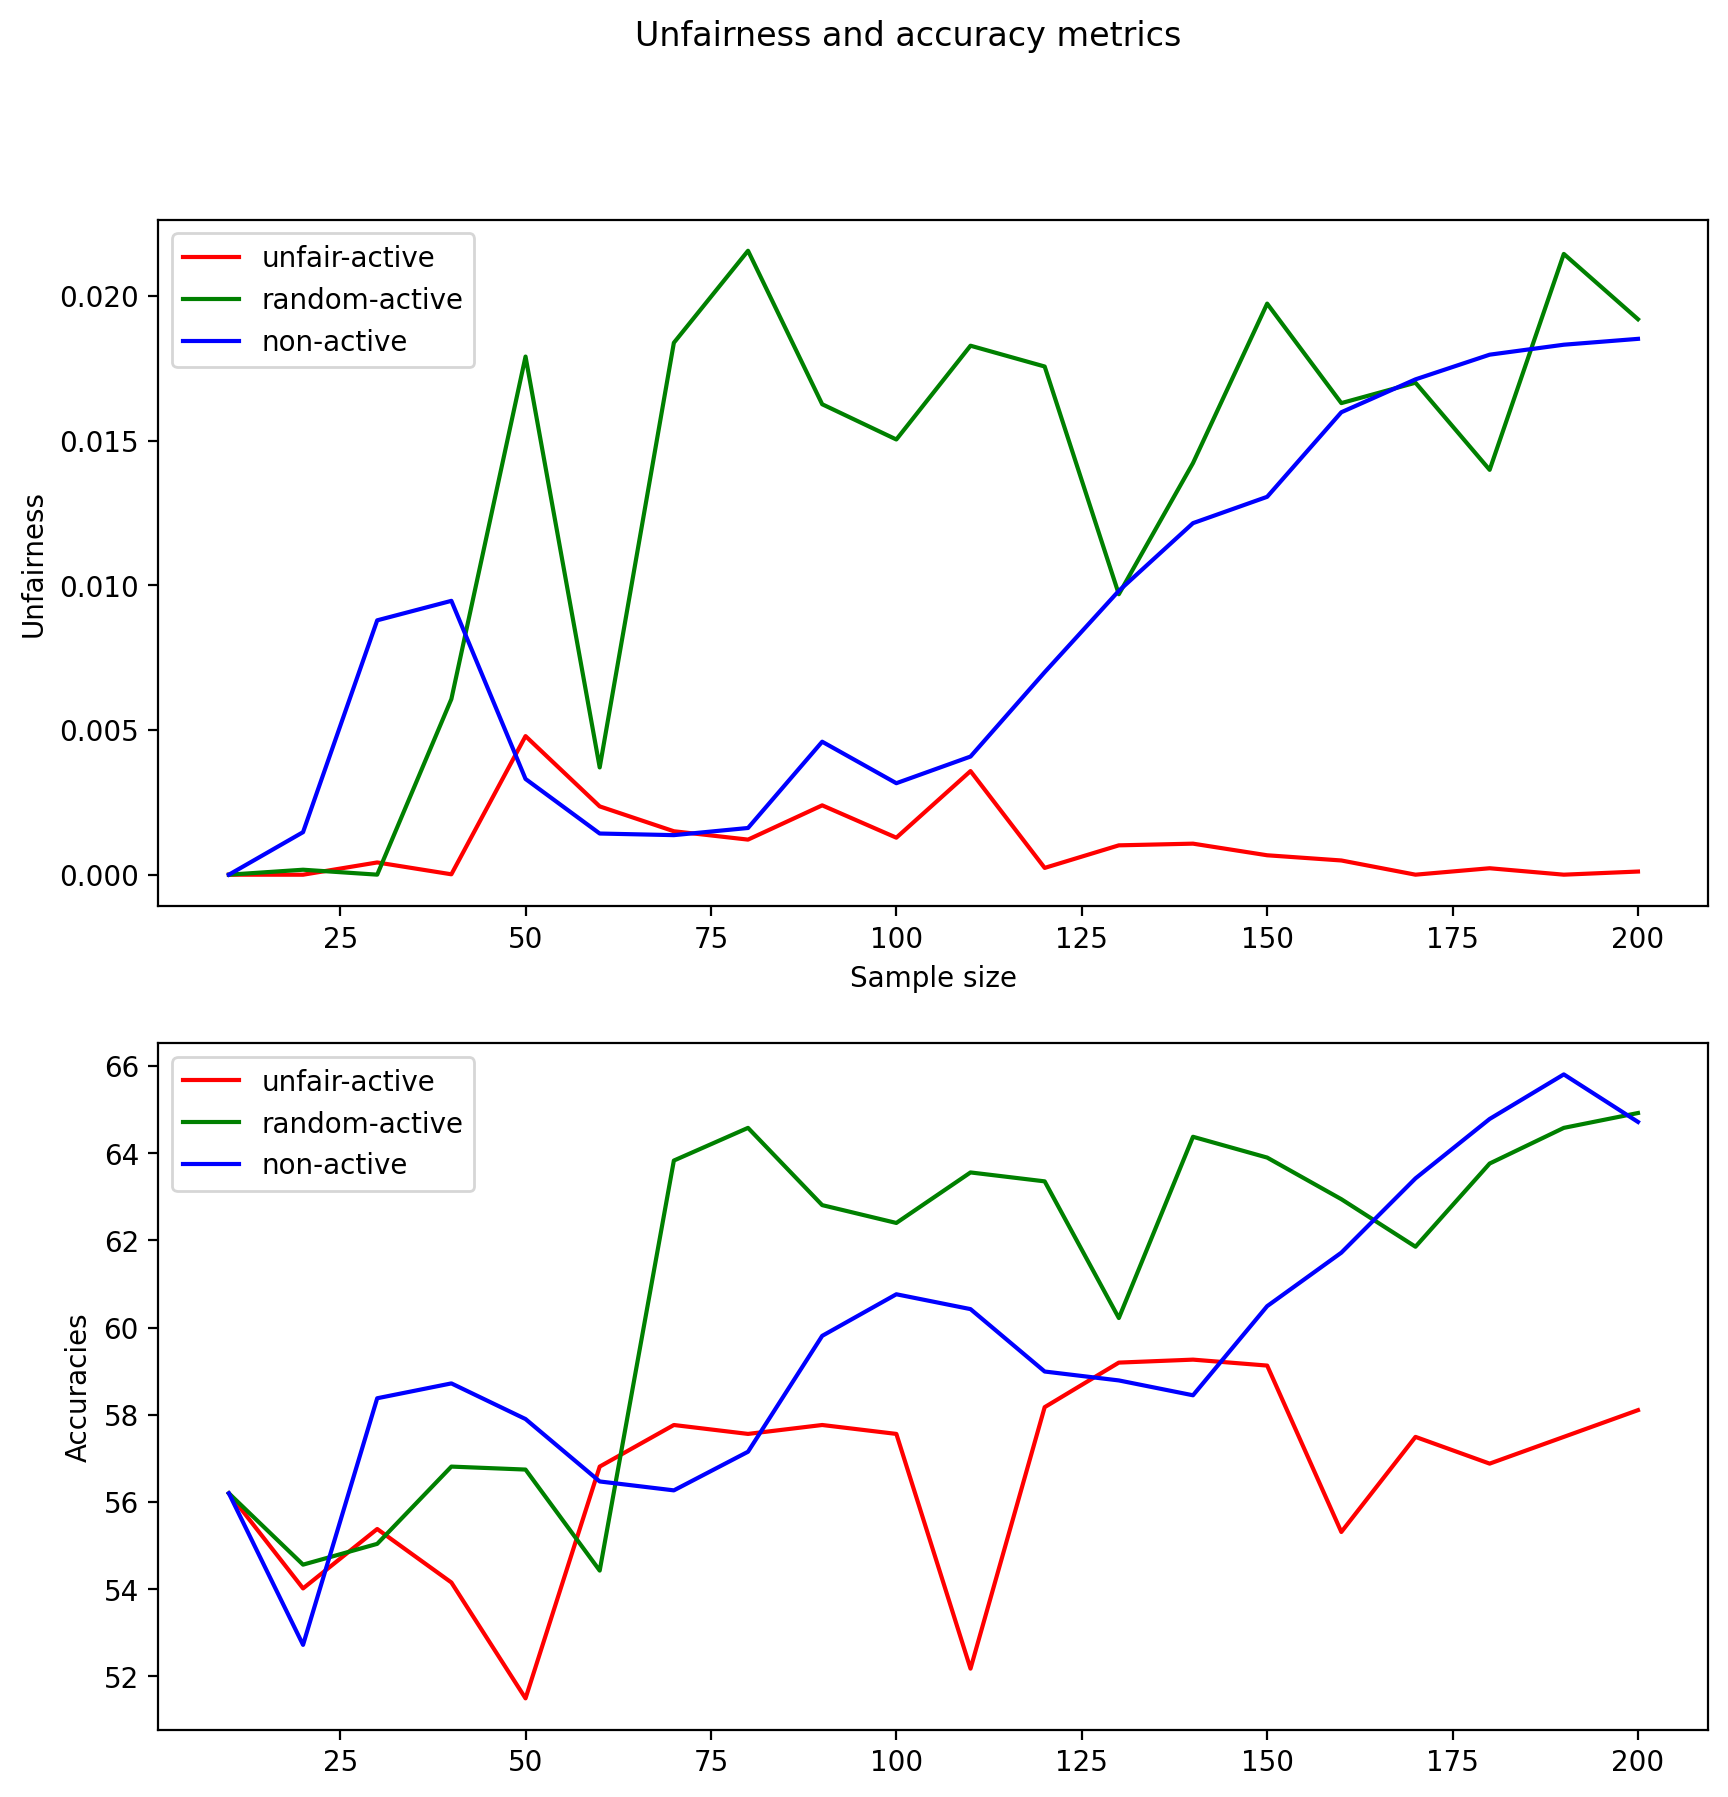 Unfairness and accuracy metrics
unfair-active
random-active
non-active
0.020
0.015
0.010
0.005
0.000
Unfairness
25 50 75 100 125 150 175 200
Sample size
unfair-active
random-active
non-active
66
64
62
60
58
56
54
52
Accuracies
25 50 75 100 125 150 175 200